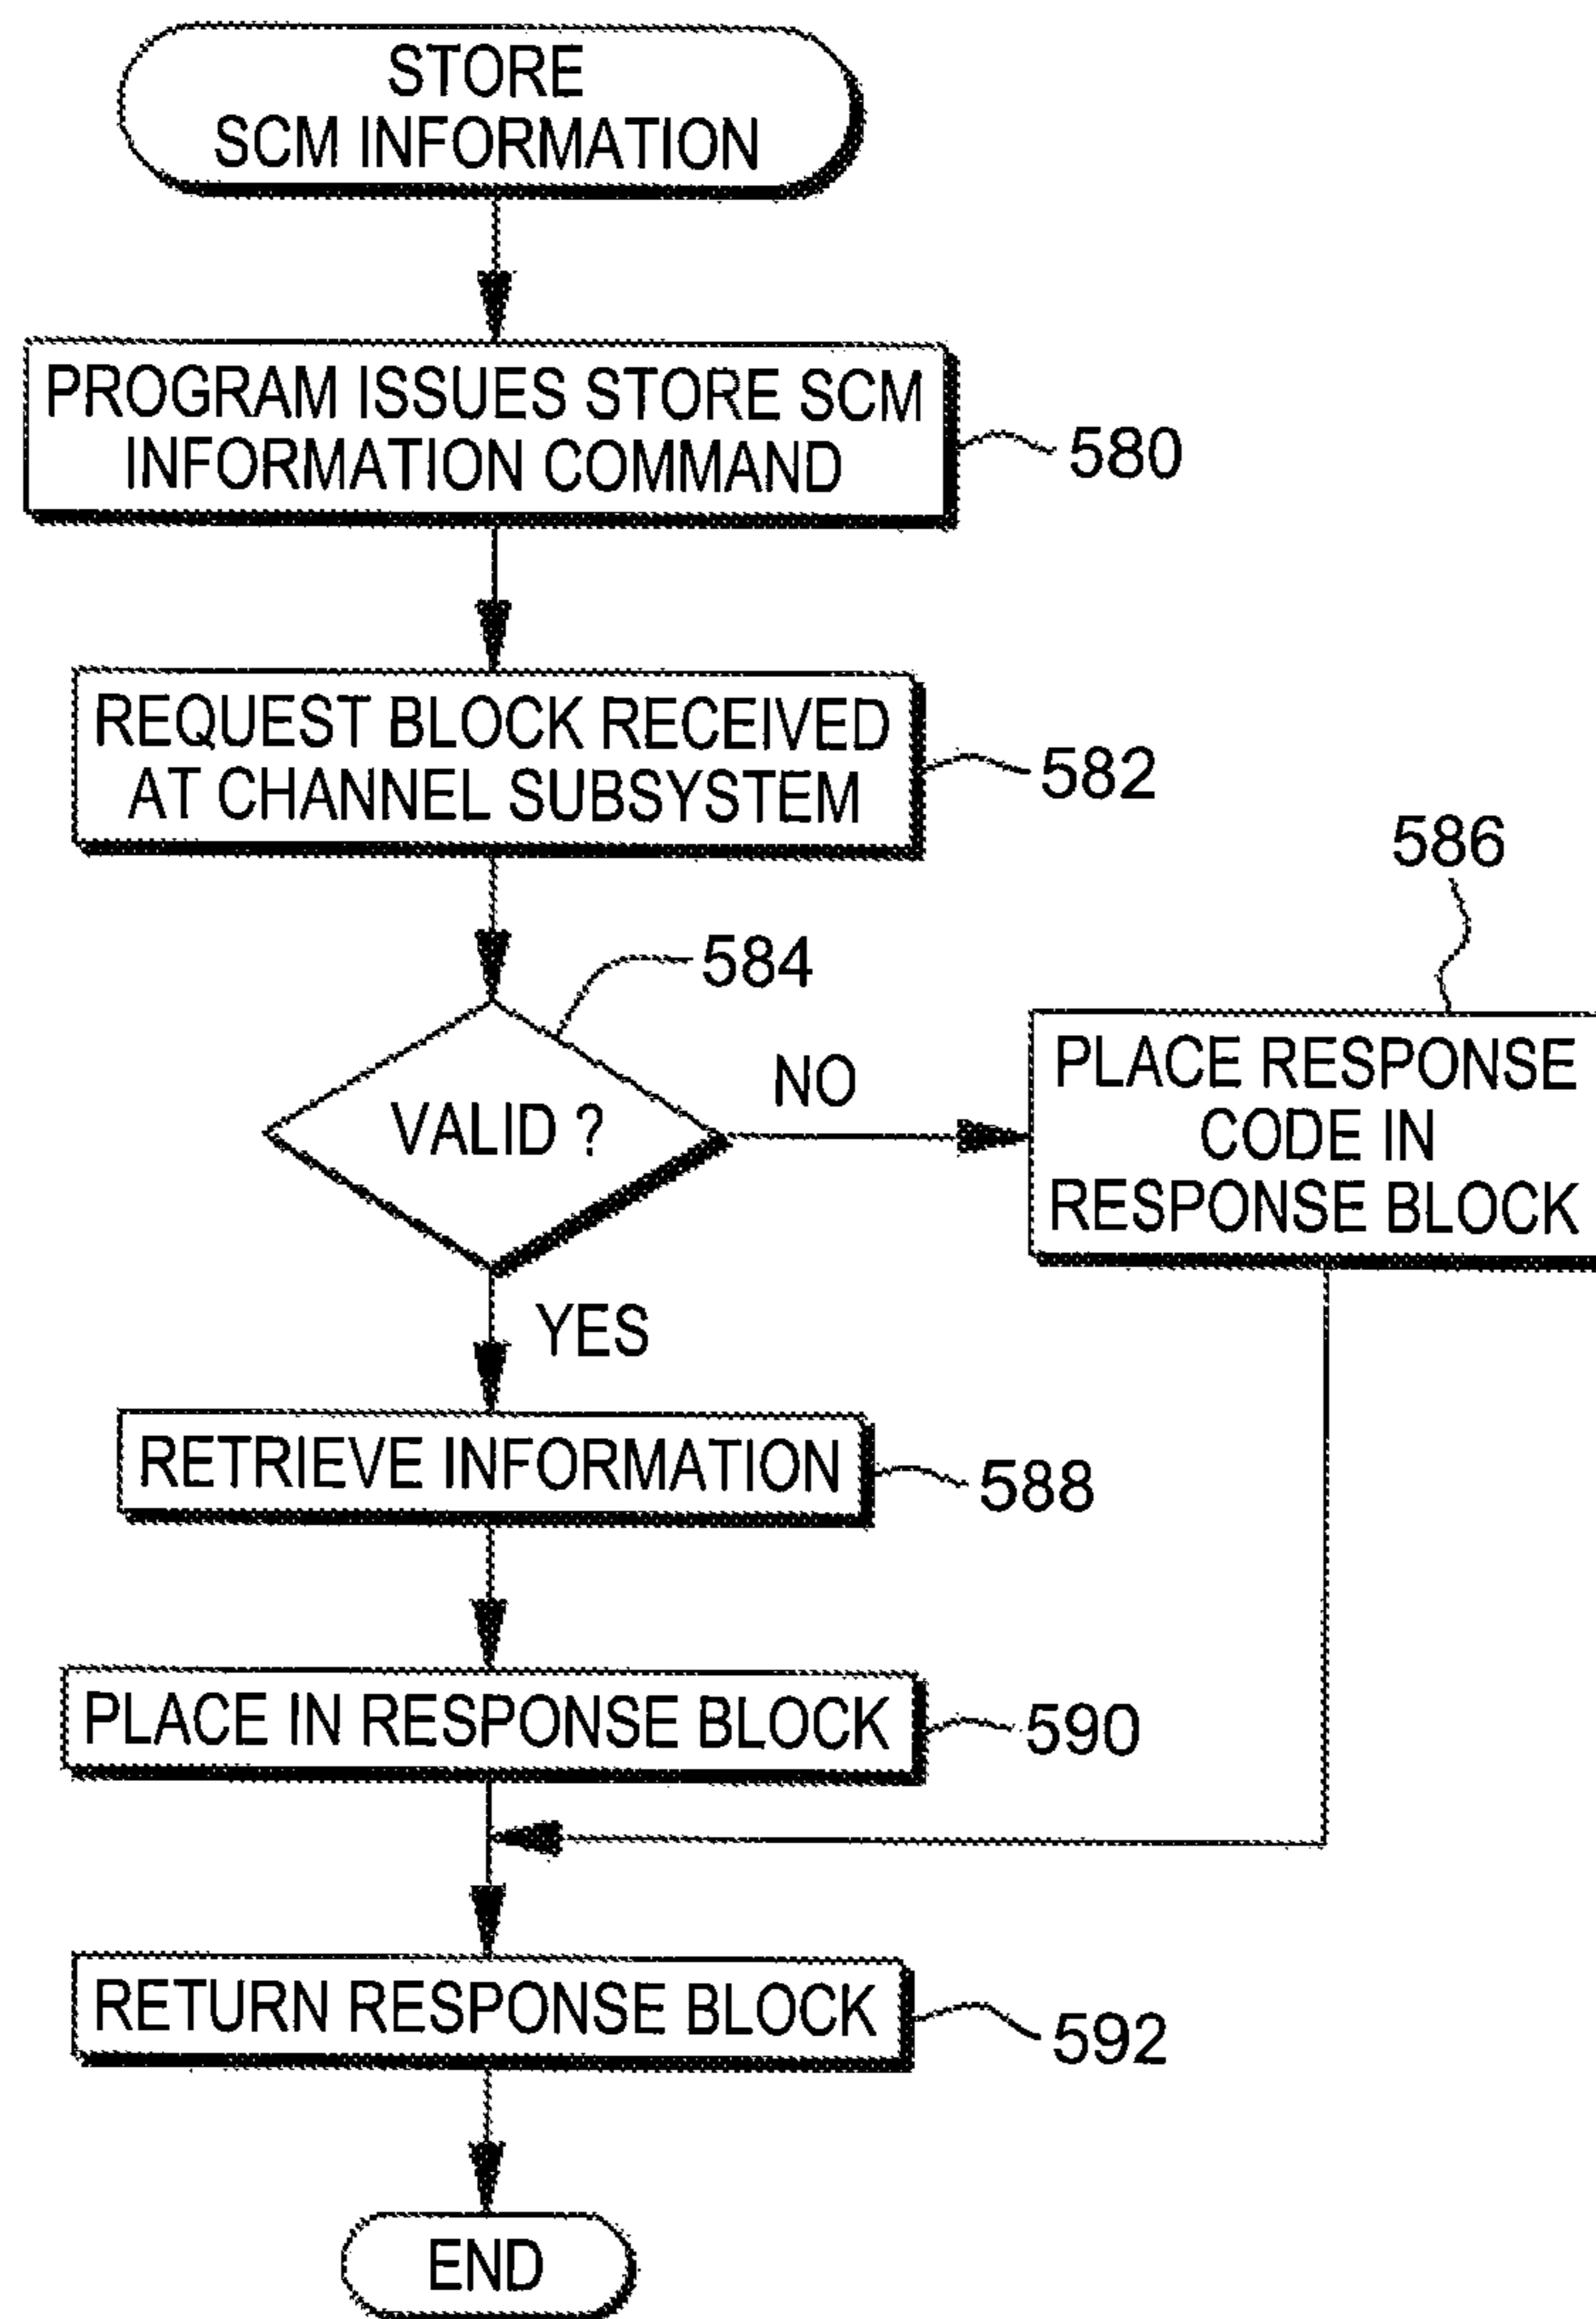 STORE
SCM INFORMATION
PROGRAM ISSUES STORE SCM
INFORMATION COMMAND
580
REQUEST BLOCK RECEIVED
AT CHANNEL SUBSYSTEM
582
584
VALID ?
NO
586
PLACE RESPONSE
CODE IN
RESPONSE BLOCK
YES
RETRIEVE INFORMATION
588
PLACE IN RESPONSE BLOCK
590
RETURN RESPONSE BLOCK
592
END